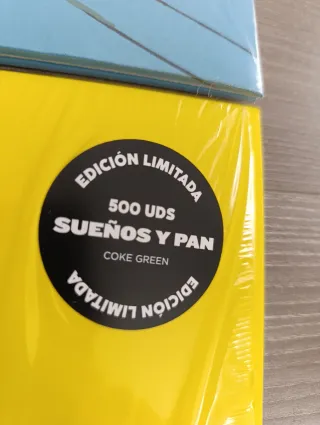 EDICIÓN LIMITADA
500 UDS
SUEÑOS Y PAN
COKE GREEN
EDICIÓN LIMITADA